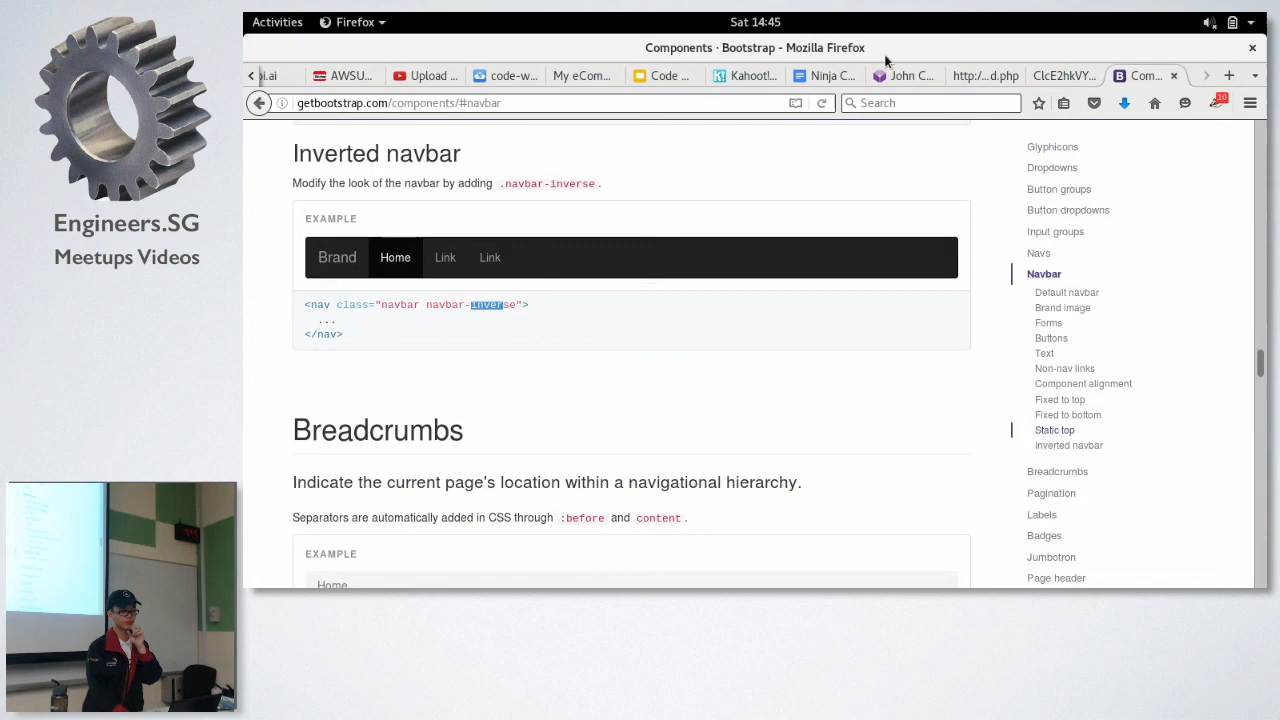 Activities
Firefox
Sat 14:45
Components · Bootstrap - Mozilla Firefox
AWSU...
Upload ...
code-w...
My eCom...
Code ...
Kahoot!...
Ninja C...
John C...
http:/...d.php
ClcE2hkVY...
Com...
getbootstrap.com/components/#navbar
Search
10
Engineers.SG
Meetups Videos
Inverted navbar
Modify the look of the navbar by adding .navbar-inverse.
EXAMPLE
Brand
Home
Link
Link
<nav class="navbar navbar-inverse">
...
</nav>
Breadcrumbs
Indicate the current page's location within a navigational hierarchy.
Separators are automatically added in CSS through :before and content.
EXAMPLE
Home
Glyphicons
Dropdowns
Button groups
Button dropdowns
Input groups
Navs
Navbar
Default navbar
Brand image
Forms
Buttons
Text
Non-nav links
Component alignment
Fixed to top
Fixed to bottom
Static top
Inverted navbar
Breadcrumbs
Pagination
Labels
Badges
Jumbotron
Page header